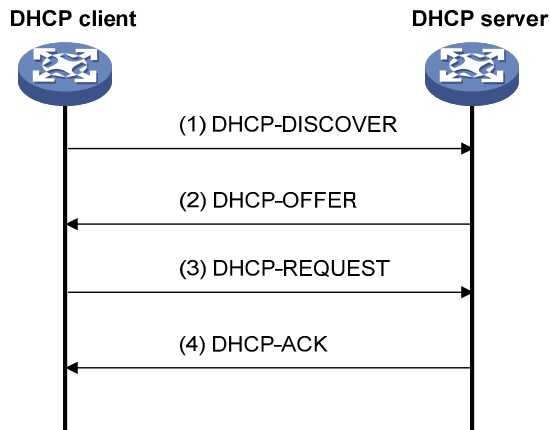 DHCP client
DHCP server
(1) DHCP-DISCOVER
(2) DHCP-OFFER
(3) DHCP-REQUEST
(4) DHCP-ACK